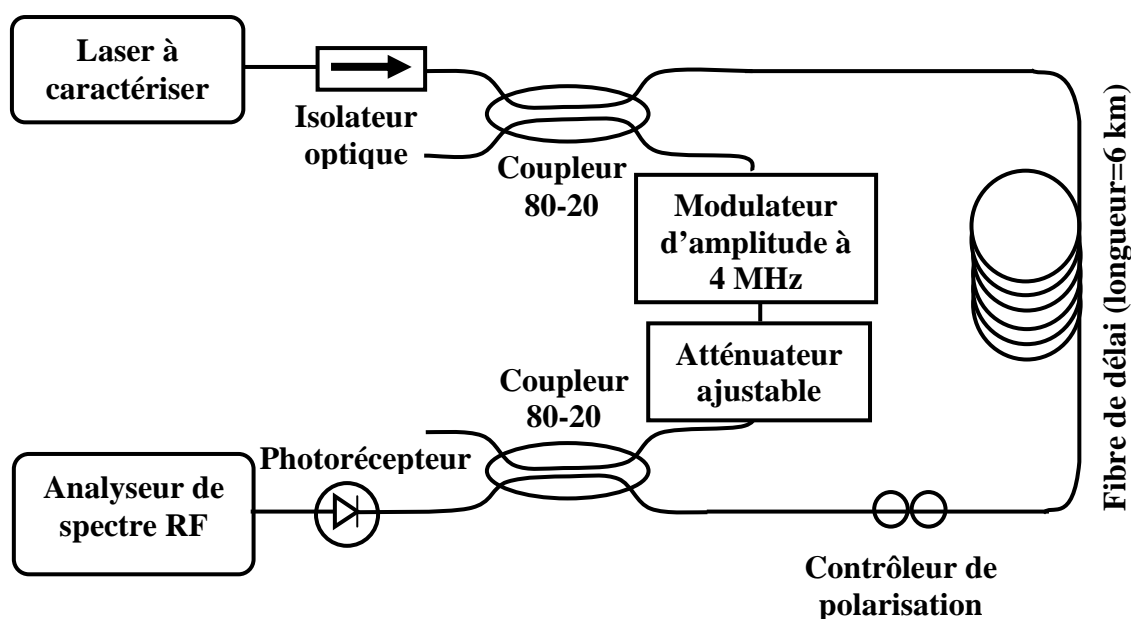 Laser à
caractériser
Isolateur
optique
Coupleur
80-20
Modulateur
d’amplitude à
4 MHz
Atténuateur
ajustable
Fibre de délai (longueur=6 km)
Coupleur
80-20
Photorécepteur
Analyseur de
spectre RF
Contrôleur de
polarisation